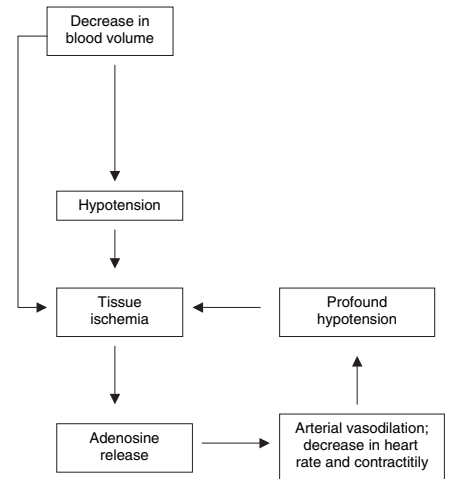 Decrease in
blood volume
Hypotension
Tissue
ischemia
Profound
hypotension
Adenosine
release
Arterial vasodilation;
decrease in heart
rate and contractitily